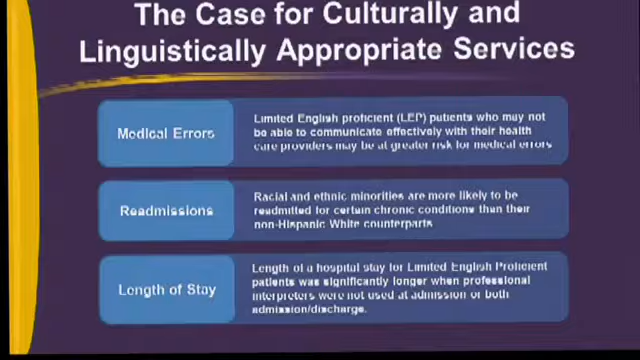 The Case for Culturally and
Linguistically Appropriate Services
Medical Errors
Limited English proficient (LEP) patients who may not
be able to communicate effectively with their health
care providers may be at greater risk for medical errors
Readmissions
Racial and ethnic minorities are more likely to be
readmitted for certain chronic conditions than their
non-Hispanic White counterparts
Length of Stay
Length of a hospital stay for Limited English Proficient
patients was significantly longer when professional
interpreters were not used at admission or both
admission/discharge.